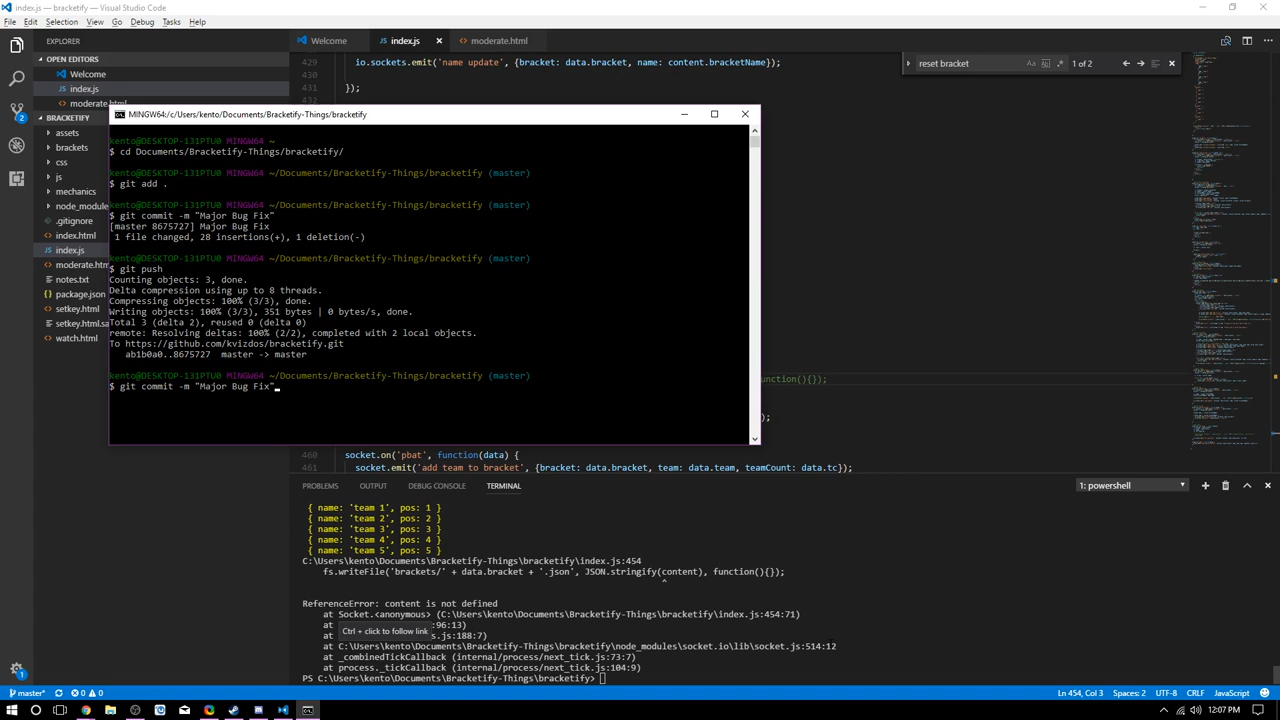 index.js — bracketify — Visual Studio Code
File Edit Selection View Go Debug Tasks Help
EXPLORER
Welcome
index.js
moderate.html
OPEN EDITORS
Welcome
index.js
moderate.html
BRACKETIFY
assets
brackets
css
js
mechanics
node_module
.gitignore
index.html
index.js
moderate.htm
notes.txt
package.json
setkey.html
setkey.html.sa
watch.html
429 io.sockets.emit('name update', {bracket: data.bracket, name: content.bracketName});
430
431 });
432
reset bracket
Aa
1 of 2
MINGW64:/c/Users/kento/Documents/Bracketify-Things/bracketify
kento@DESKTOP-131PTU0 MINGW64 ~
$ cd Documents/Bracketify-Things/bracketify/
kento@DESKTOP-131PTU0 MINGW64 ~/Documents/Bracketify-Things/bracketify (master)
$ git add .
kento@DESKTOP-131PTU0 MINGW64 ~/Documents/Bracketify-Things/bracketify (master)
$ git commit -m "Major Bug Fix"
[master 8675727] Major Bug Fix
1 file changed, 28 insertions(+), 1 deletion(-)
kento@DESKTOP-131PTU0 MINGW64 ~/Documents/Bracketify-Things/bracketify (master)
$ git push
Counting objects: 3, done.
Delta compression using up to 8 threads.
Compressing objects: 100% (3/3), done.
Writing objects: 100% (3/3), 351 bytes | 0 bytes/s, done.
Total 3 (delta 2), reused 0 (delta 0)
remote: Resolving deltas: 100% (2/2), completed with 2 local objects.
To https://github.com/kvizdos/bracketify.git
ab1b0a0..8675727 master -> master
kento@DESKTOP-131PTU0 MINGW64 ~/Documents/Bracketify-Things/bracketify (master)
$ git commit -m "Major Bug Fix"
unction(){});
);
460 socket.on('pbat', function(data) {
461 socket.emit('add team to bracket', {bracket: data.bracket, team: data.team, teamCount: data.tc});
PROBLEMS OUTPUT DEBUG CONSOLE TERMINAL
1: powershell
{ name: 'team 1', pos: 1 }
{ name: 'team 2', pos: 2 }
{ name: 'team 3', pos: 3 }
{ name: 'team 4', pos: 4 }
{ name: 'team 5', pos: 5 }
C:\Users\kento\Documents\Bracketify-Things\bracketify\index.js:454
fs.writeFile('brackets/' + data.bracket + '.json', JSON.stringify(content), function(){});
^
ReferenceError: content is not defined
at Socket.<anonymous> (C:\Users\kento\Documents\Bracketify-Things\bracketify\index.js:454:71)
at
:96:13)
Ctrl + click to follow link
at
s.js:188:7)
at C:\Users\kento\Documents\Bracketify-Things\bracketify\node_modules\socket.io\lib\socket.js:514:12
at _combinedTickCallback (internal/process/next_tick.js:73:7)
at process._tickCallback (internal/process/next_tick.js:104:9)
PS C:\Users\kento\Documents\Bracketify-Things\bracketify>
master* 0 0
Ln 454, Col 3 Spaces: 2 UTF-8 CRLF JavaScript
12:07 PM